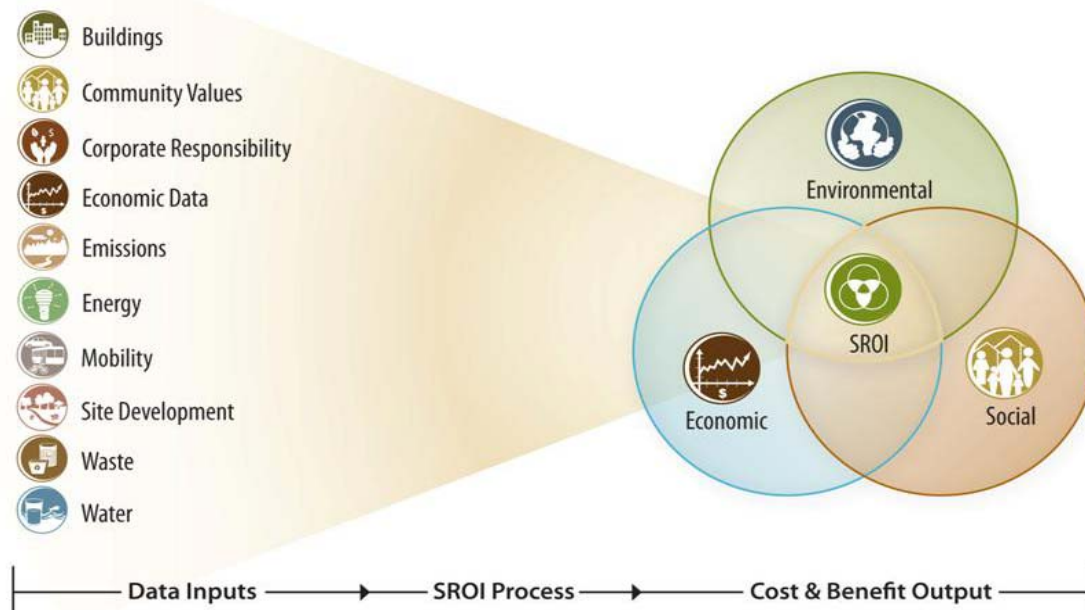 Buildings
Community Values
Corporate Responsibility
Economic Data
Emissions
Energy
Mobility
Site Development
Waste
Water
Environmental
SROI
Economic
Social
Data Inputs
SROI Process
Cost & Benefit Output